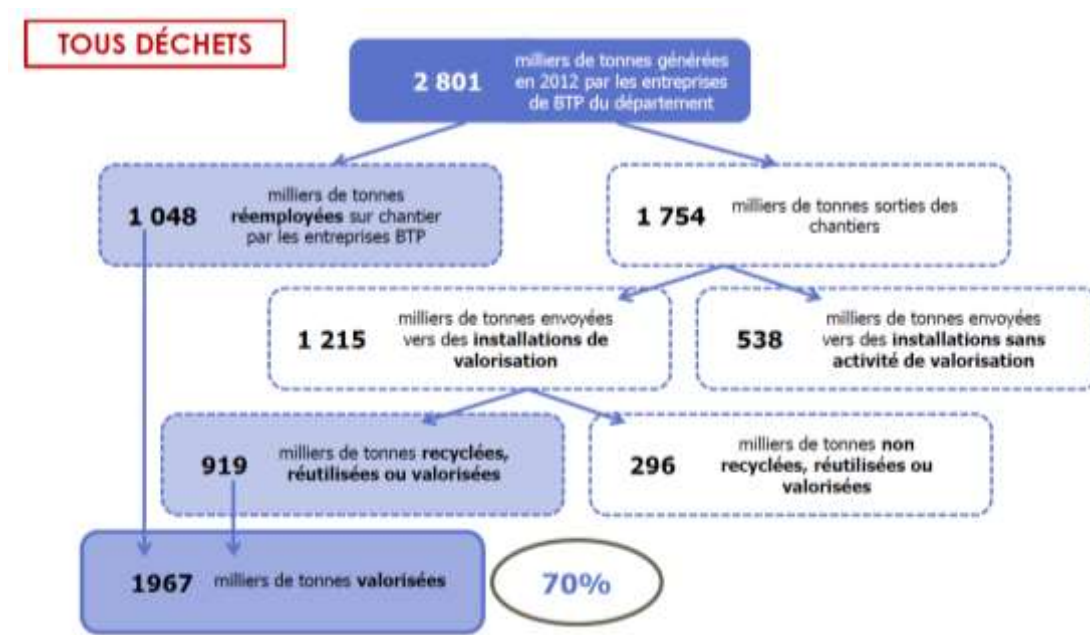 TOUS DÉCHETS
2 801
milliers de tonnes générées
en 2012 par les entreprises
de BTP du département
1 048
milliers de tonnes
réemployées sur chantier
par les entreprises BTP
1 754
milliers de tonnes sorties des
chantiers
1 215
milliers de tonnes envoyées
vers des installations de
valorisation
538
milliers de tonnes envoyées
vers des installations sans
activité de valorisation
919
milliers de tonnes recyclées,
réutilisées ou valorisées
296
milliers de tonnes non
recyclées, réutilisées ou
valorisées
1967 milliers de tonnes valorisées
70%